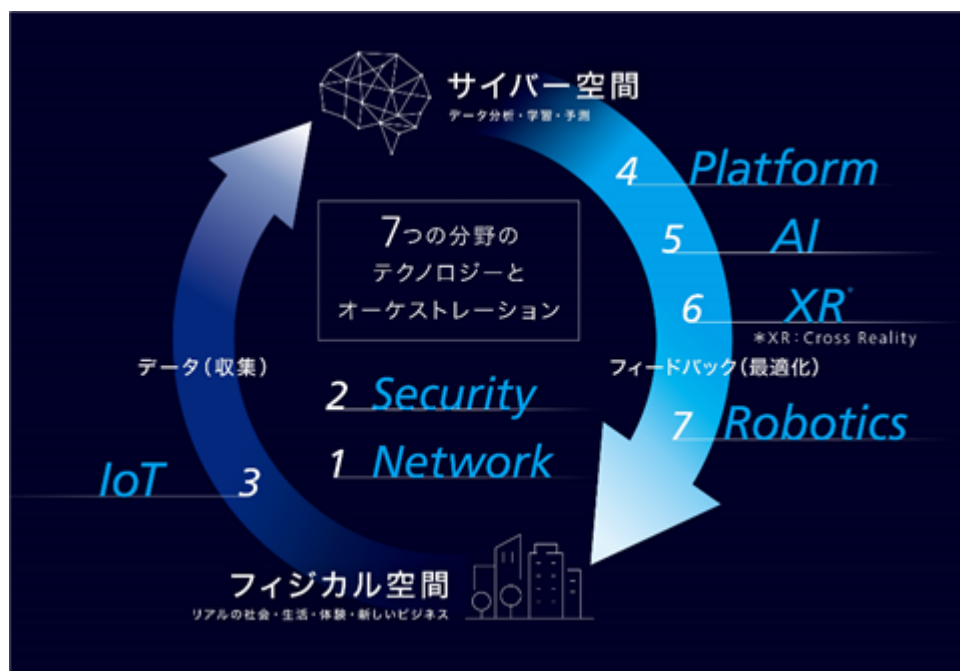 サイバー空間
データ分析・学習・予測
4 Platform
7つの分野の
テクノロジーと
オーケストレーション
5 AI
6 XR*
*XR:Cross Reality
データ(収集)
フィードバック(最適化)
2 Security
7 Robotics
1 Network
IoT 3
フィジカル空間
リアルの社会・生活・体験・新しいビジネス